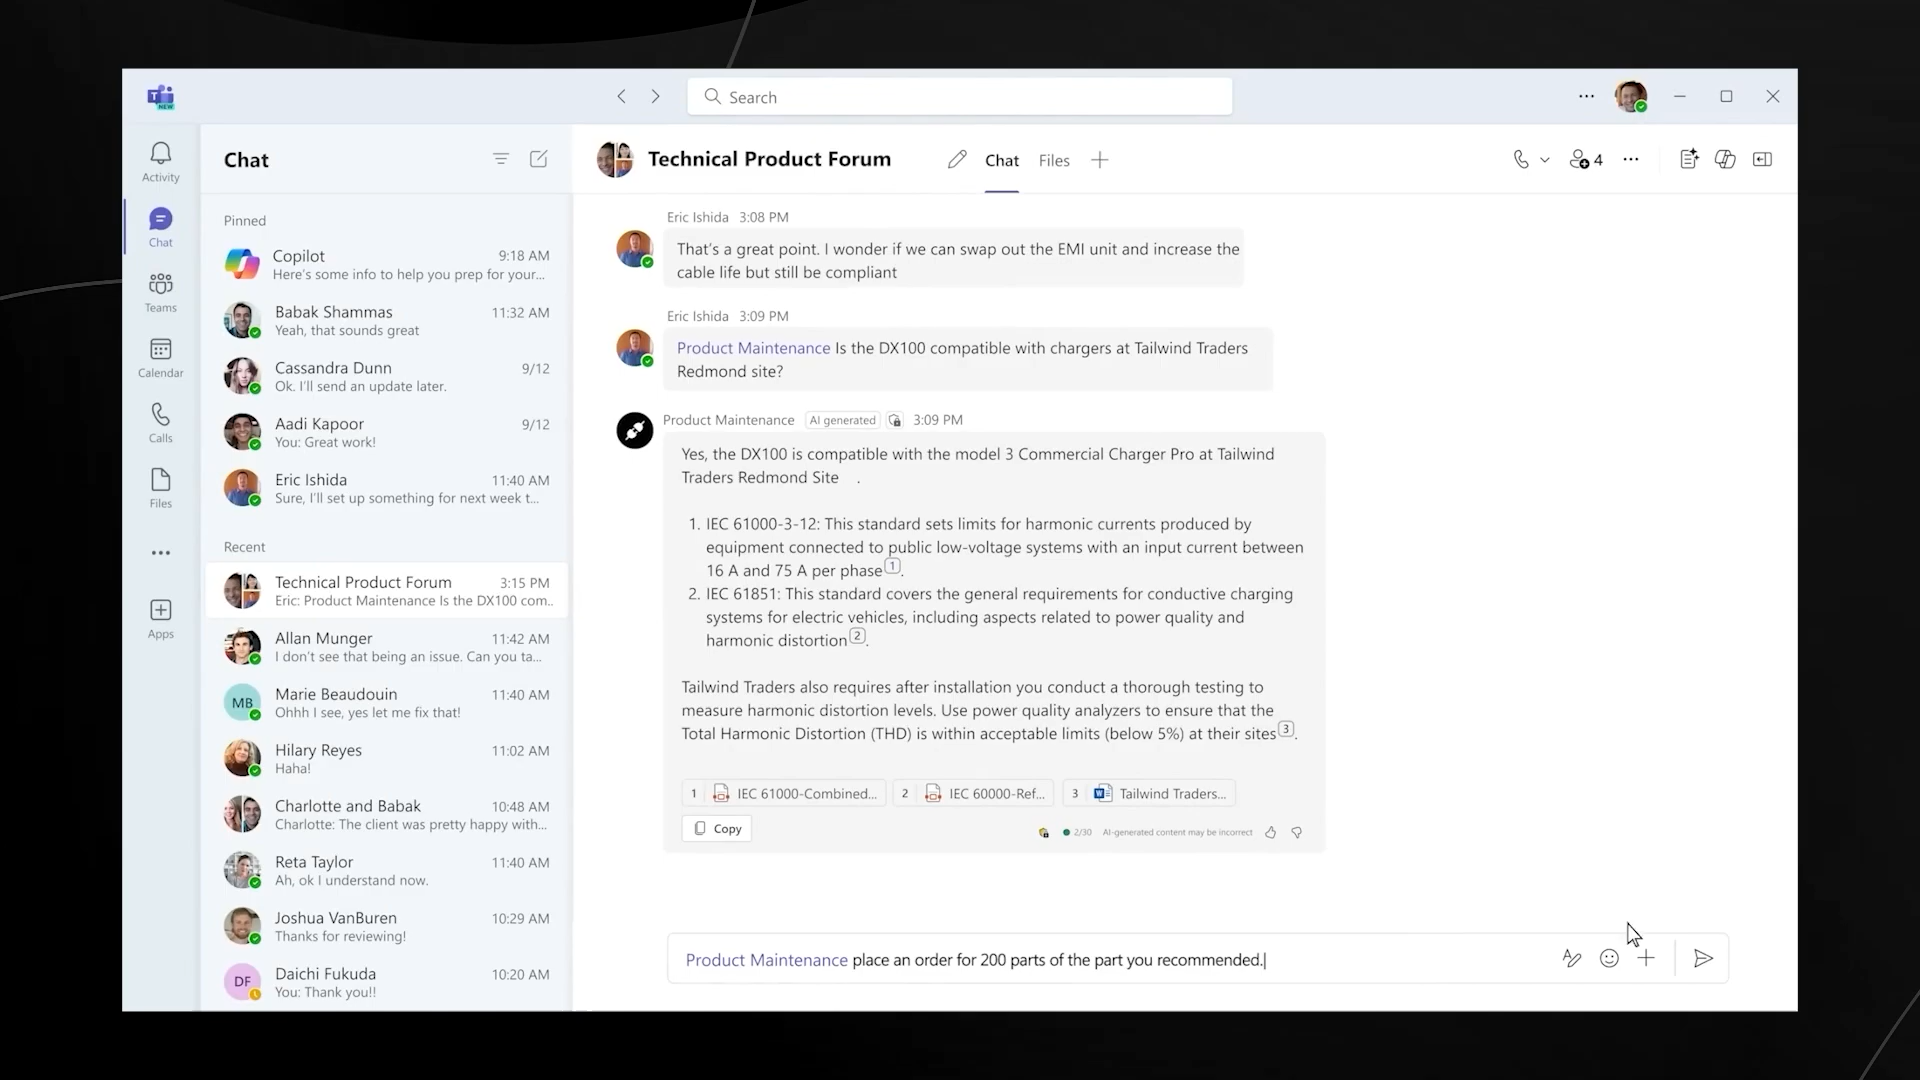 NEW
Search
Activity
Chat
Teams
Calendar
Calls
Files
Apps
Chat
Pinned
Copilot 9:18 AM
Here's some info to help you prep for your...
Babak Shammas 11:32 AM
Yeah, that sounds great
Cassandra Dunn 9/12
Ok. I'll send an update later.
Aadi Kapoor 9/12
You: Great work!
Eric Ishida 11:40 AM
Sure, I'll set up something for next week t...
Recent
Technical Product Forum 3:15 PM
Eric: Product Maintenance Is the DX100 com..
Allan Munger 11:42 AM
I don't see that being an issue. Can you ta...
MB
Marie Beaudouin 11:40 AM
Ohhh I see, yes let me fix that!
Hilary Reyes 11:02 AM
Haha!
Charlotte and Babak 10:48 AM
Charlotte: The client was pretty happy with...
Reta Taylor 11:40 AM
Ah, ok I understand now.
Joshua VanBuren 10:29 AM
Thanks for reviewing!
DF
Daichi Fukuda 10:20 AM
You: Thank you!!
Technical Product Forum
Chat Files
4
Eric Ishida 3:08 PM
That's a great point. I wonder if we can swap out the EMI unit and increase the
cable life but still be compliant
Eric Ishida 3:09 PM
Product Maintenance Is the DX100 compatible with chargers at Tailwind Traders
Redmond site?
Product Maintenance AI generated 3:09 PM
Yes, the DX100 is compatible with the model 3 Commercial Charger Pro at Tailwind
Traders Redmond Site .
1. IEC 61000-3-12: This standard sets limits for harmonic currents produced by
equipment connected to public low-voltage systems with an input current between
16 A and 75 A per phase 1.
2. IEC 61851: This standard covers the general requirements for conductive charging
systems for electric vehicles, including aspects related to power quality and
harmonic distortion 2.
Tailwind Traders also requires after installation you conduct a thorough testing to
measure harmonic distortion levels. Use power quality analyzers to ensure that the
Total Harmonic Distortion (THD) is within acceptable limits (below 5%) at their sites 3.
1 IEC 61000-Combined... 2 IEC 60000-Ref... 3 Tailwind Traders...
Copy
2/30 AI-generated content may be incorrect
Product Maintenance place an order for 200 parts of the part you recommended.